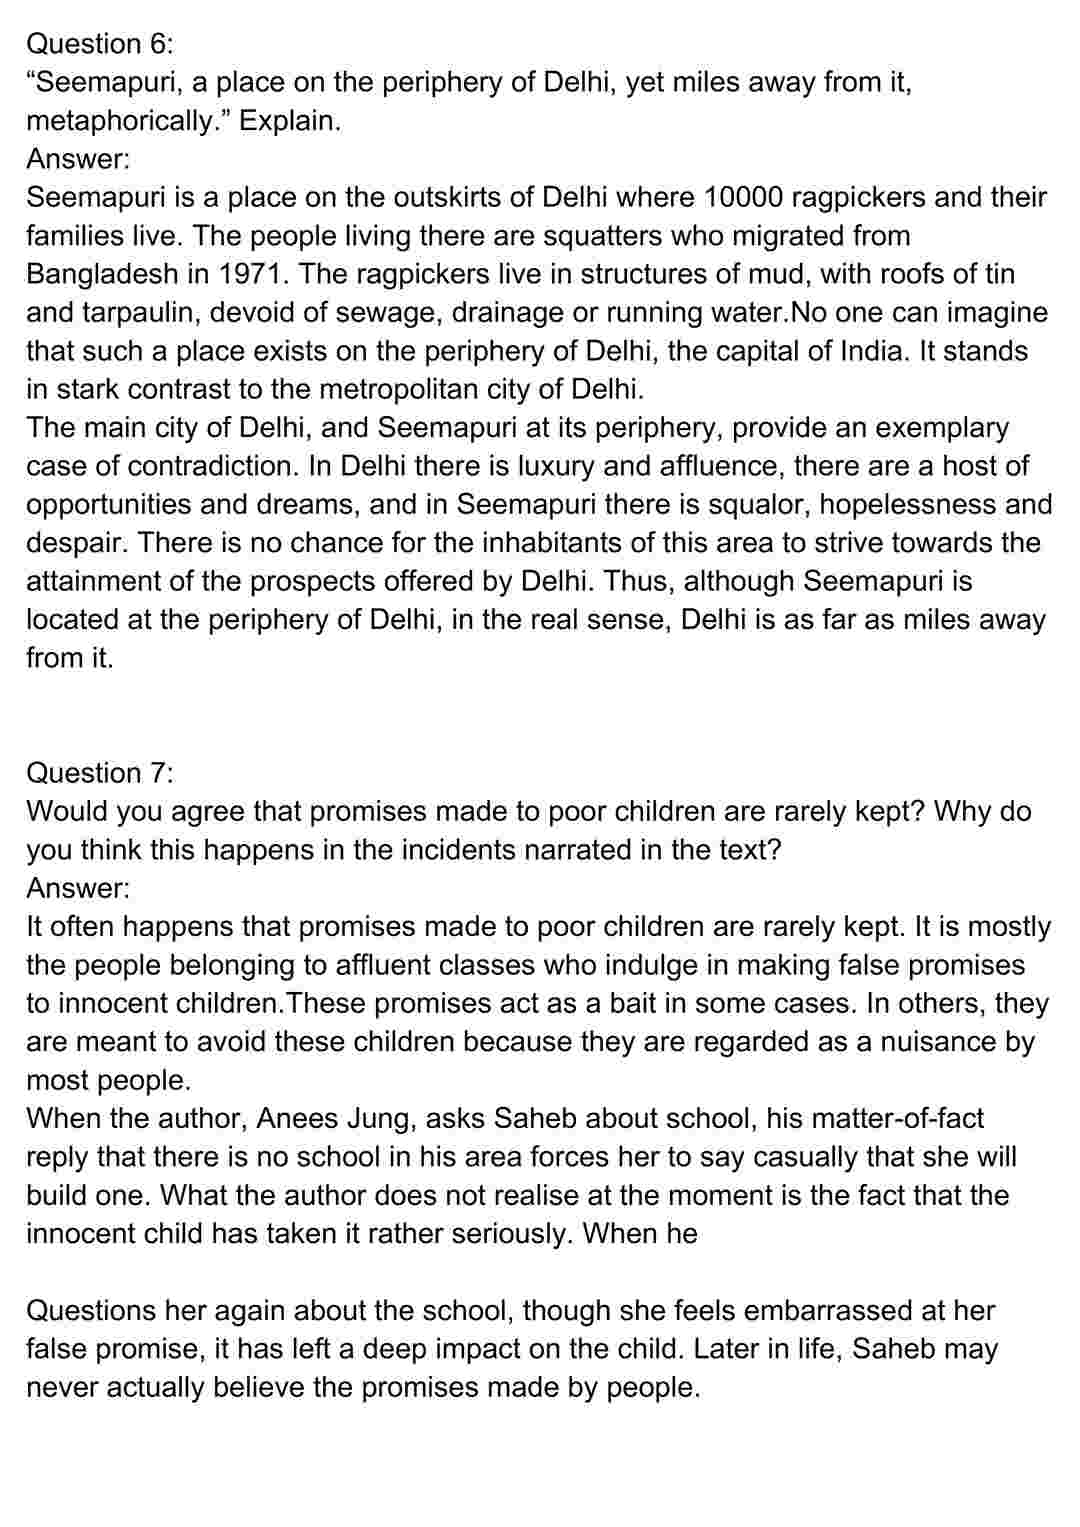 Question 6:
“Seemapuri, a place on the periphery of Delhi, yet miles away from it,
metaphorically.” Explain.
Answer:
Seemapuri is a place on the outskirts of Delhi where 10000 ragpickers and their
families live. The people living there are squatters who migrated from
Bangladesh in 1971. The ragpickers live in structures of mud, with roofs of tin
and tarpaulin, devoid of sewage, drainage or running water.No one can imagine
that such a place exists on the periphery of Delhi, the capital of India. It stands
in stark contrast to the metropolitan city of Delhi.
The main city of Delhi, and Seemapuri at its periphery, provide an exemplary
case of contradiction. In Delhi there is luxury and affluence, there are a host of
opportunities and dreams, and in Seemapuri there is squalor, hopelessness and
despair. There is no chance for the inhabitants of this area to strive towards the
attainment of the prospects offered by Delhi. Thus, although Seemapuri is
located at the periphery of Delhi, in the real sense, Delhi is as far as miles away
from it.
Question 7:
Would you agree that promises made to poor children are rarely kept? Why do
you think this happens in the incidents narrated in the text?
Answer:
It often happens that promises made to poor children are rarely kept. It is mostly
the people belonging to affluent classes who indulge in making false promises
to innocent children.These promises act as a bait in some cases. In others, they
are meant to avoid these children because they are regarded as a nuisance by
most people.
When the author, Anees Jung, asks Saheb about school, his matter-of-fact
reply that there is no school in his area forces her to say casually that she will
build one. What the author does not realise at the moment is the fact that the
innocent child has taken it rather seriously. When he
Questions her again about the school, though she feels embarrassed at her
false promise, it has left a deep impact on the child. Later in life, Saheb may
never actually believe the promises made by people.